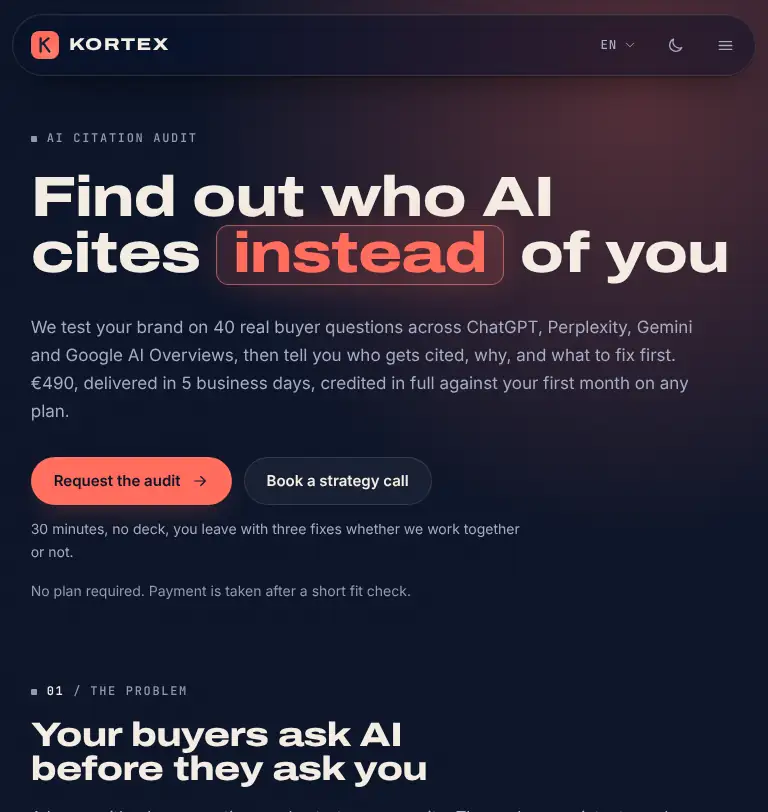 K KORTEX
EN
AI CITATION AUDIT
Find out who AI
cites instead of you
We test your brand on 40 real buyer questions across ChatGPT, Perplexity, Gemini
and Google AI Overviews, then tell you who gets cited, why, and what to fix first.
€490, delivered in 5 business days, credited in full against your first month on any
plan.
Request the audit →
Book a strategy call
30 minutes, no deck, you leave with three fixes whether we work together
or not.
No plan required. Payment is taken after a short fit check.
01 / THE PROBLEM
Your buyers ask AI
before they ask you